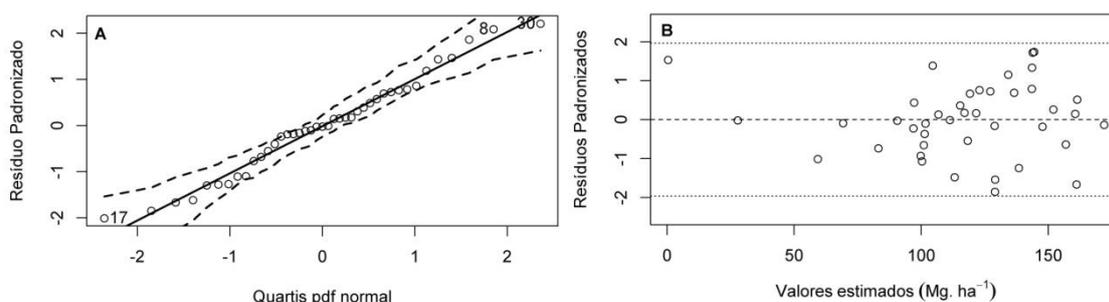 A
8 30
17
Resíduo Padronizado
2
1
0
-1
-2
-2 -1 0 1 2
Quartis pdf normal
B
Resíduos Padronizados
2
1
0
-1
-2
0 50 100 150
Valores estimados (Mg. ha⁻¹)